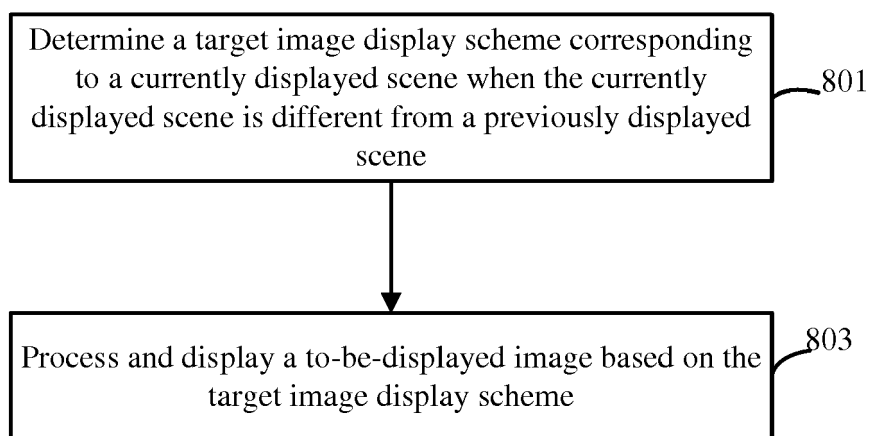 Determine a target image display scheme corresponding
to a currently displayed scene when the currently
displayed scene is different from a previously displayed
scene
801
Process and display a to-be-displayed image based on the
target image display scheme
803